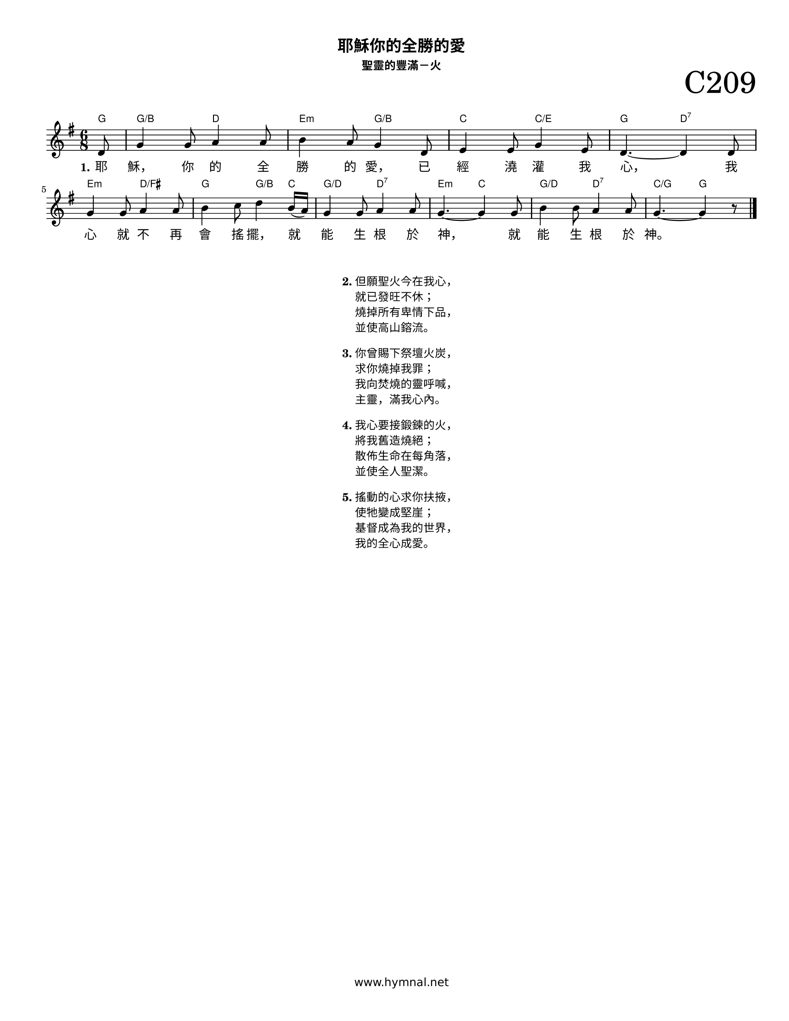 耶穌你的全勝的愛
聖靈的豐滿－火
C209
G G/B D Em G/B C C/E G D7
6
8
1. 耶 穌， 你 的 全 勝 的 愛， 已 經 澆 灌 我 心， 我
5
Em D/F♯ G G/B C G/D D7 Em C G/D D7 C/G G
心 就 不 再 會 搖 擺， 就 能 生 根 於 神， 就 能 生 根 於 神。
2. 但願聖火今在我心，
就已發旺不休；
燒掉所有卑情下品，
並使高山鎔流。
3. 你曾賜下祭壇火炭，
求你燒掉我罪；
我向焚燒的靈呼喊，
主靈，滿我心內。
4. 我心要接鍛鍊的火，
將我舊造燒絕；
散佈生命在每角落，
並使全人聖潔。
5. 搖動的心求你扶掖，
使牠變成堅崖；
基督成為我的世界，
我的全心成愛。
www.hymnal.net